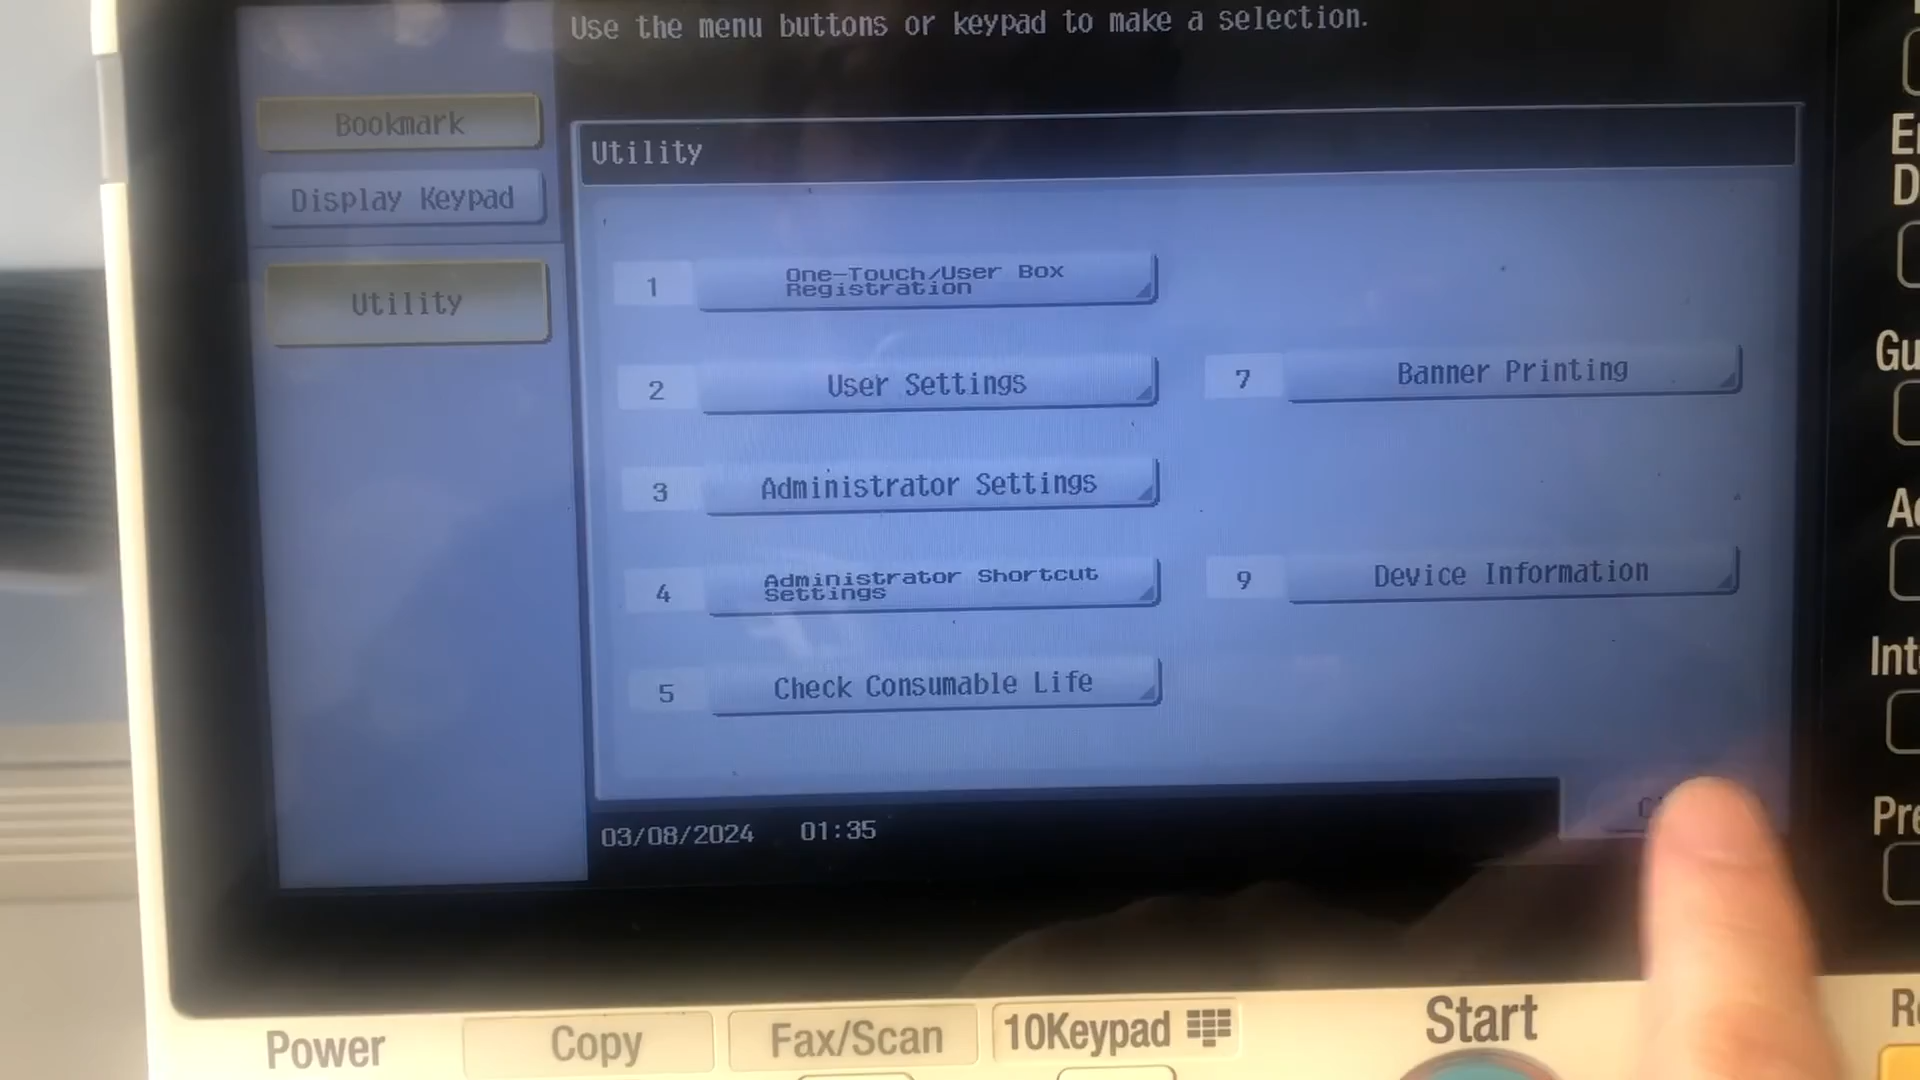 Use the menu buttons or keypad to make a selection.
Bookmark
Display Keypad
Utility
Utility
1 One-Touch/User Box
Registration
2 User Settings
3 Administrator Settings
4 Administrator Shortcut
Settings
5 Check Consumable Life
7 Banner Printing
9 Device Information
03/08/2024 01:35
Power
Copy
Fax/Scan
10Keypad
Start